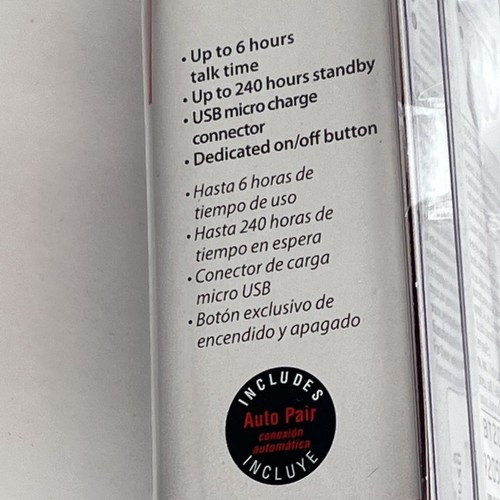 • Up to 6 hours
talk time
• Up to 240 hours standby
• USB micro charge
connector
• Dedicated on/off button
• Hasta 6 horas de
tiempo de uso
• Hasta 240 horas de
tiempo en espera
• Conector de carga
micro USB
• Botón exclusivo de
encendido y apagado
INCLUDES
Auto Pair
conexión
automática
INCLUYE